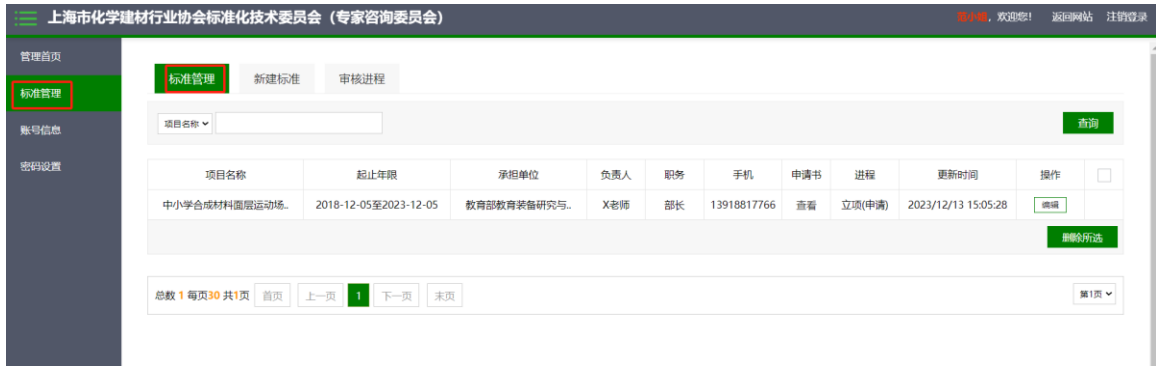 上海市化学建材行业协会标准化技术委员会（专家咨询委员会）
，欢迎您! 返回网站 注销登录
管理首页
标准管理
账号信息
密码设置
标准管理 新建标准 审核进程
项目名称 查询
项目名称 起止年限 承担单位 负责人 职务 手机 申请书 进程 更新时间 操作
中小学合成材料面层运动场.. 2018-12-05至2023-12-05 教育部教育装备研究与.. X老师 部长 13918817766 查看 立项(申请) 2023/12/13 15:05:28 编辑
删除所选
总数 1 每页30 共1页 首页 上一页 1 下一页 末页 第1页